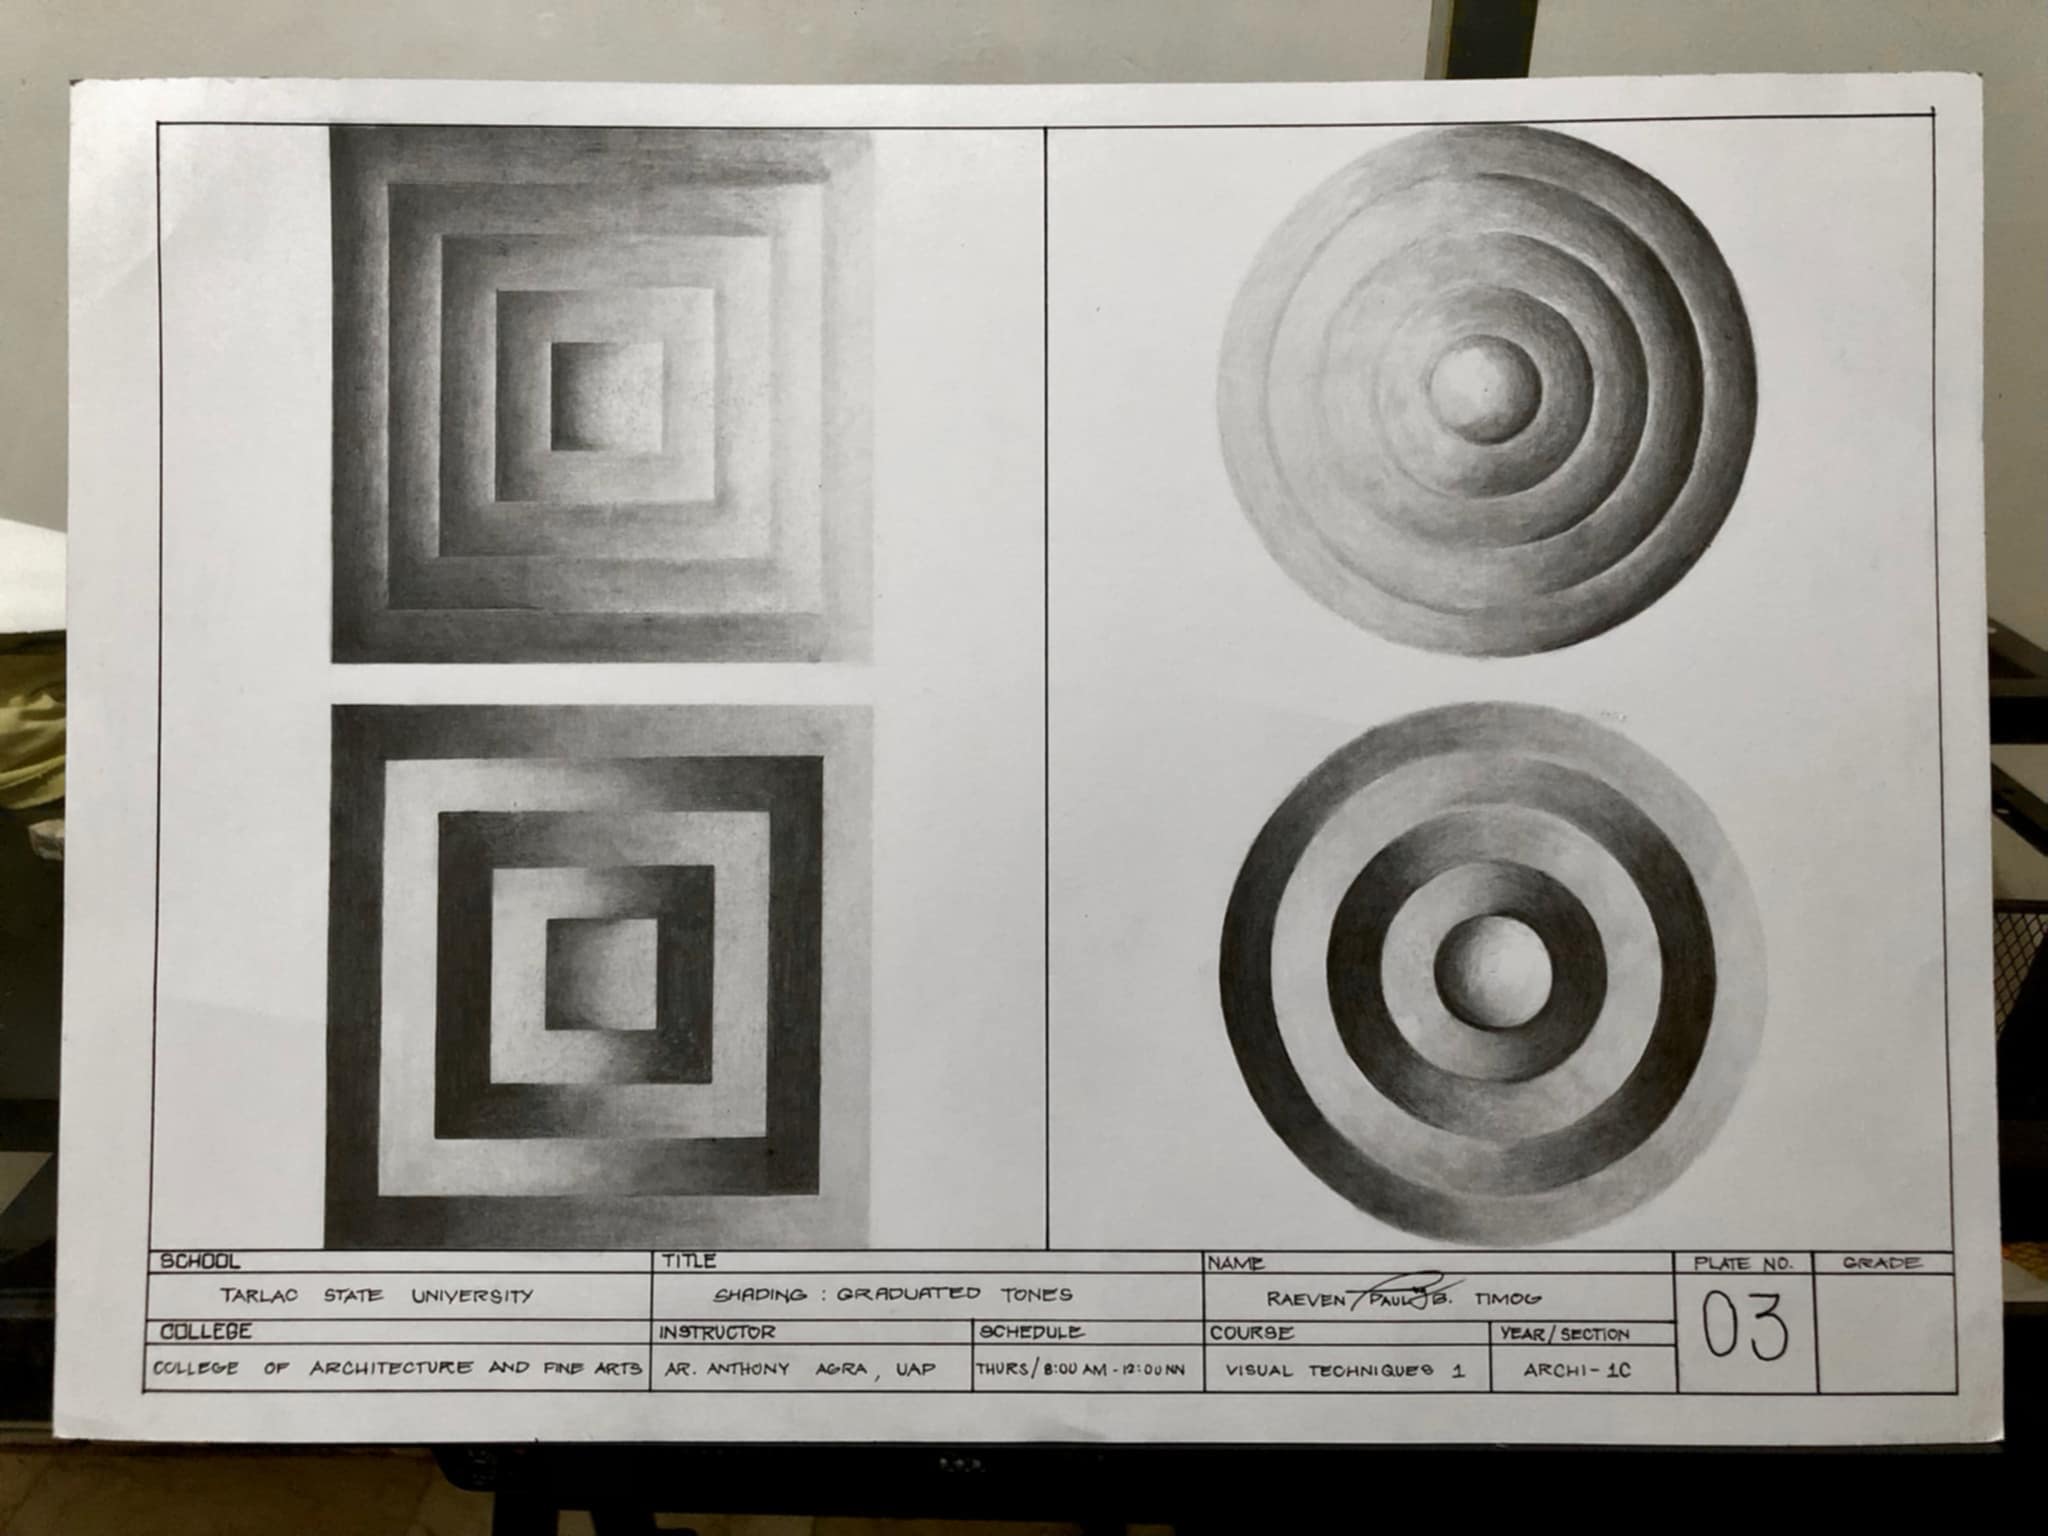 SCHOOL
TARLAC STATE UNIVERSITY
TITLE
SHADING : GRADUATED TONES
NAME
RAEVEN PAUL B. TIMOG
COLLEGE
COLLEGE OF ARCHITECTURE AND FINE ARTS
INSTRUCTOR
AR. ANTHONY AGRA, UAP
SCHEDULE
THURS/8:00 AM - 12:00 NN
COURSE
VISUAL TECHNIQUES 1
YEAR/SECTION
ARCHI-1C
PLATE NO.
03
GRADE